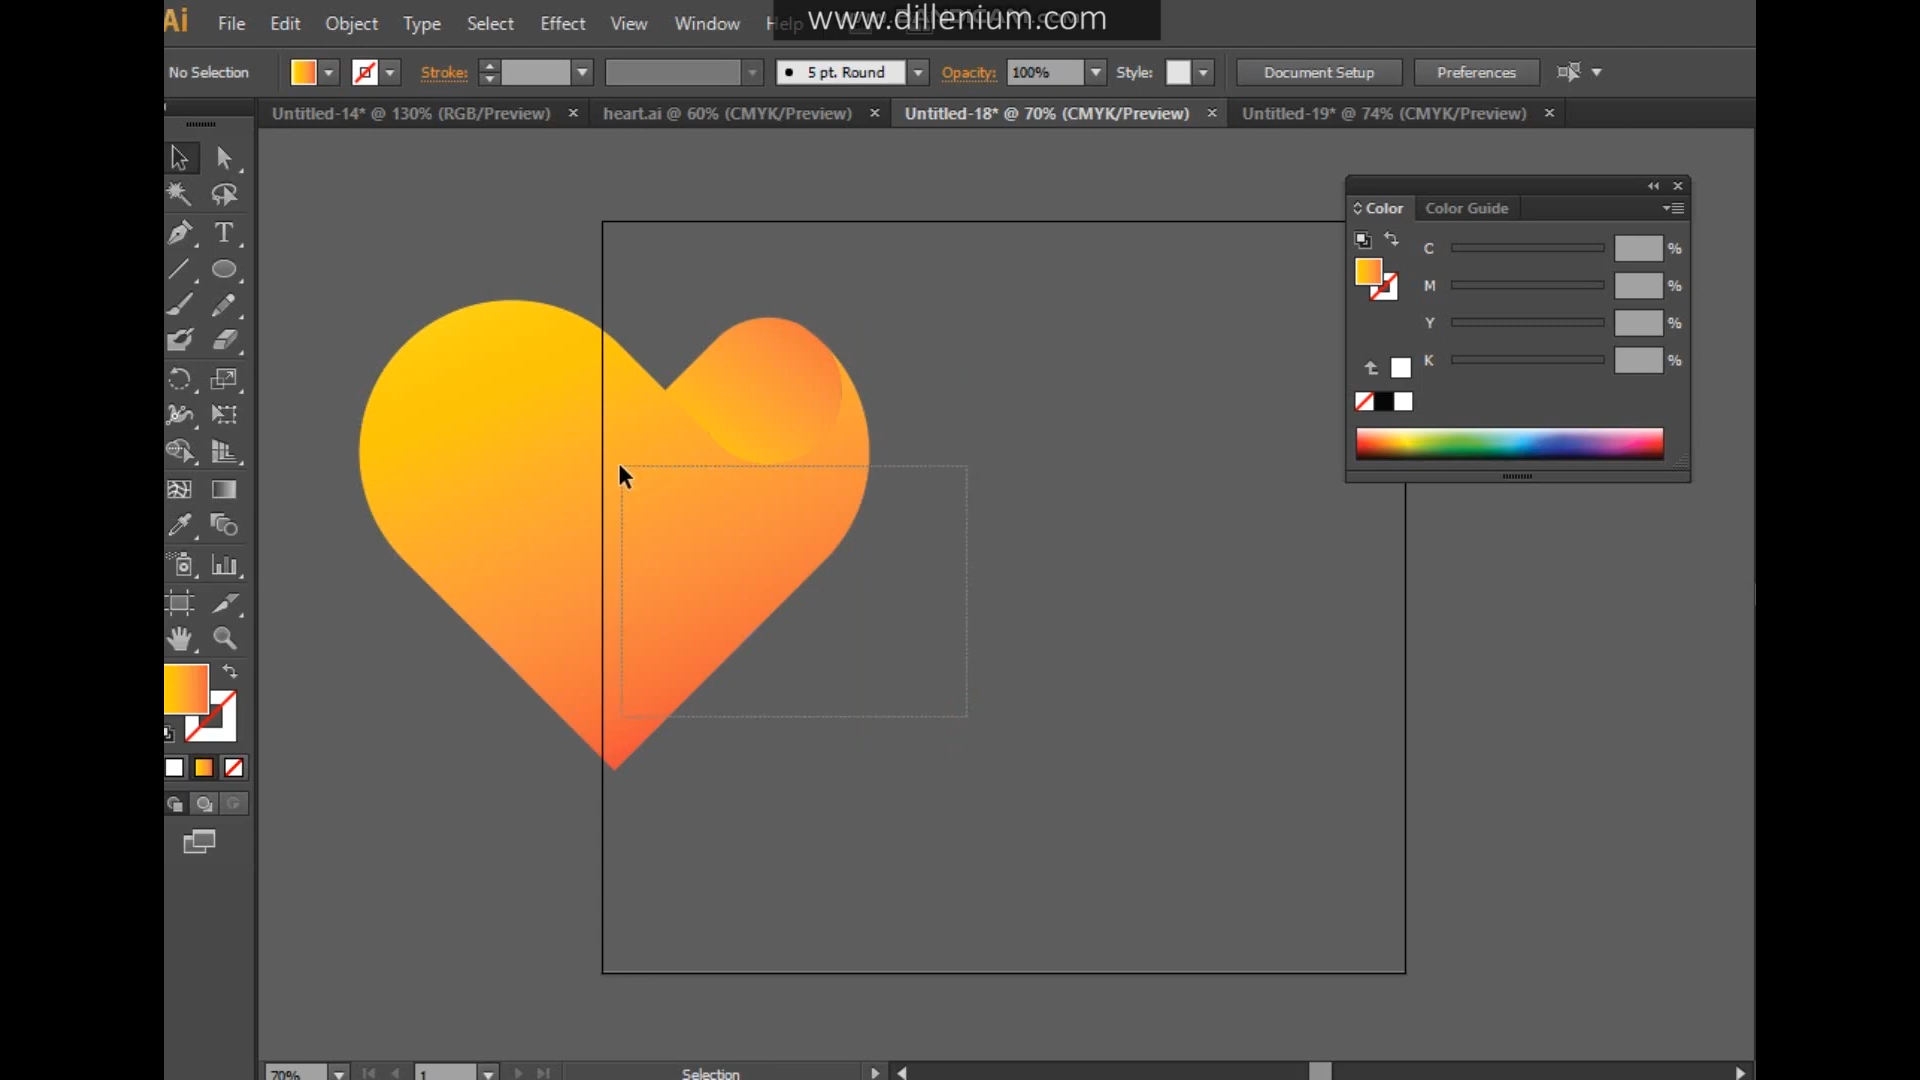 Ai File Edit Object Type Select Effect View Window Help
www.dillenium.com
No Selection Stroke: 5 pt. Round Opacity: 100% Style: Document Setup Preferences
Untitled-14* @ 130% (RGB/Preview) heart.ai @ 60% (CMYK/Preview) Untitled-18* @ 70% (CMYK/Preview) Untitled-19* @ 74% (CMYK/Preview)
Color Color Guide
C %
M %
Y %
K %
T
70% 1 Selection